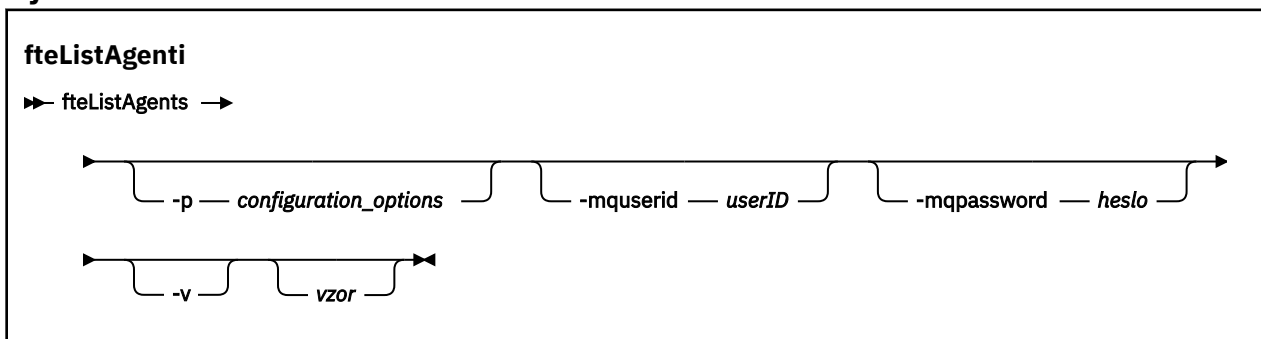 fteListAgenti
fteListAgents
-p configuration_options -mquserid userID -mqpassword heslo
-v vzor